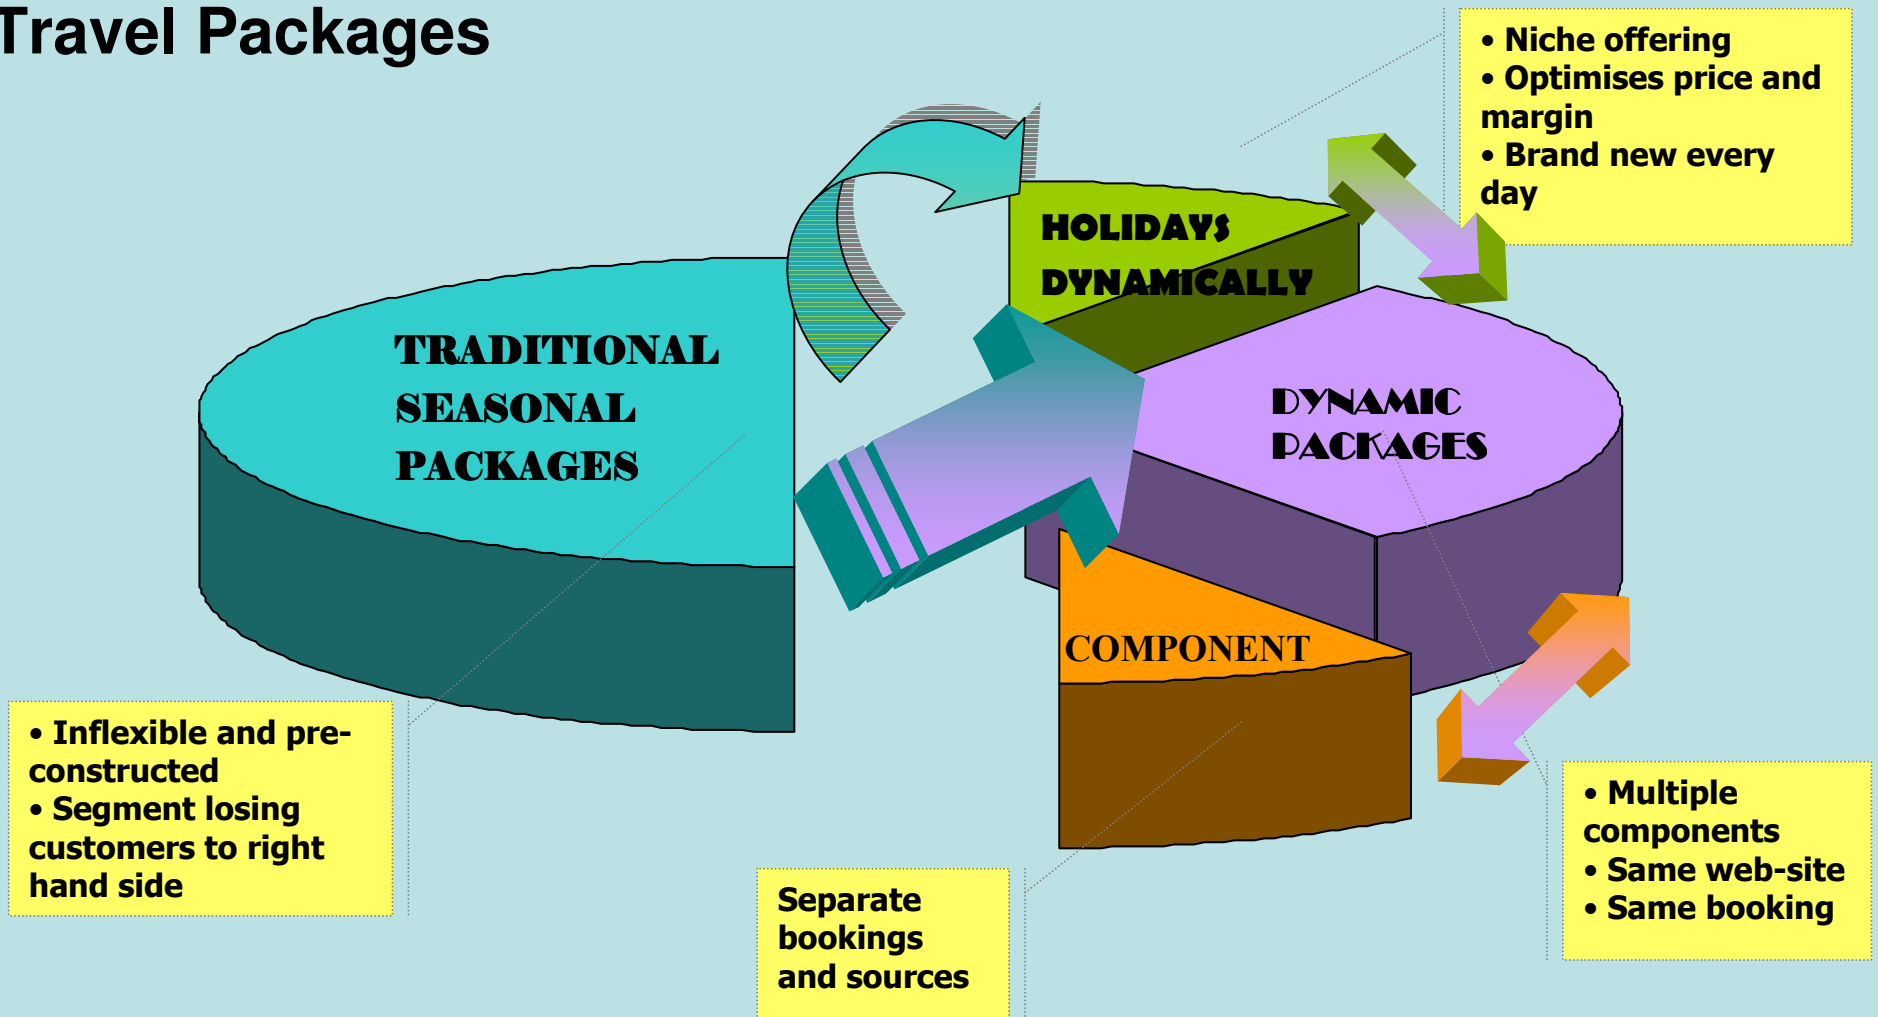 Travel Packages
• Niche offering
• Optimises price and
margin
• Brand new every
day
HOLIDAYS
DYNAMICALLY
TRADITIONAL
SEASONAL
PACKAGES
DYNAMIC
PACKAGES
COMPONENT
• Inflexible and pre-
constructed
• Segment losing
customers to right
hand side
• Multiple
components
• Same web-site
• Same booking
Separate
bookings
and sources